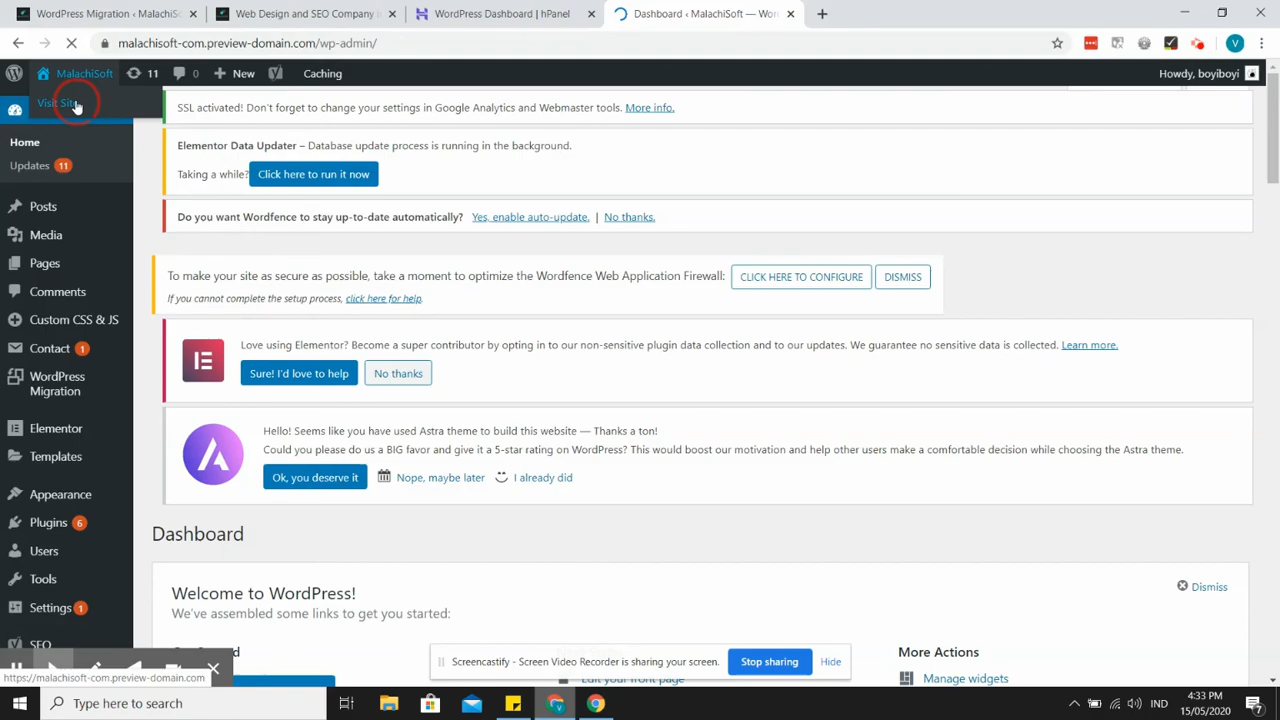 WordPress Migration ‹ MalachiSo
Web Design and SEO Company i
WordPress Dashboard | hPanel
Dashboard ‹ MalachiSoft — Wor
malachisoft-com.preview-domain.com/wp-admin/
MalachiSoft
11
0
New
Caching
Howdy, boyiboyi
Visit Site
SSL activated! Don't forget to change your settings in Google Analytics and Webmaster tools. More info.
Home
Updates 11
Elementor Data Updater – Database update process is running in the background.
Taking a while? Click here to run it now
Do you want Wordfence to stay up-to-date automatically? Yes, enable auto-update. | No thanks.
Posts
Media
Pages
Comments
Custom CSS & JS
Contact 1
WordPress
Migration
Elementor
Templates
Appearance
Plugins 6
Users
Tools
Settings 1
SEO
To make your site as secure as possible, take a moment to optimize the Wordfence Web Application Firewall: CLICK HERE TO CONFIGURE DISMISS
If you cannot complete the setup process, click here for help.
Love using Elementor? Become a super contributor by opting in to our non-sensitive plugin data collection and to our updates. We guarantee no sensitive data is collected. Learn more.
Sure! I'd love to help
No thanks
Hello! Seems like you have used Astra theme to build this website — Thanks a ton!
Could you please do us a BIG favor and give it a 5-star rating on WordPress? This would boost our motivation and help other users make a comfortable decision while choosing the Astra theme.
Ok, you deserve it
Nope, maybe later
I already did
Dashboard
Welcome to WordPress!
Dismiss
We've assembled some links to get you started:
More Actions
Manage widgets
Screencastify - Screen Video Recorder is sharing your screen.
Stop sharing
Hide
https://malachisoft-com.preview-domain.com
Type here to search
IND
4:33 PM
15/05/2020
7